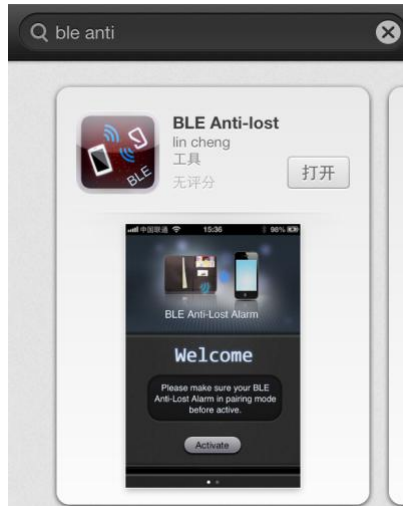 ble anti
BLE Anti-lost
lin cheng
工具
无评分
打开
BLE
中国联通 15:36 98%
BLE Anti-Lost Alarm
Welcome
Please make sure your BLE
Anti-Lost Alarm in pairing mode
before active.
Activate